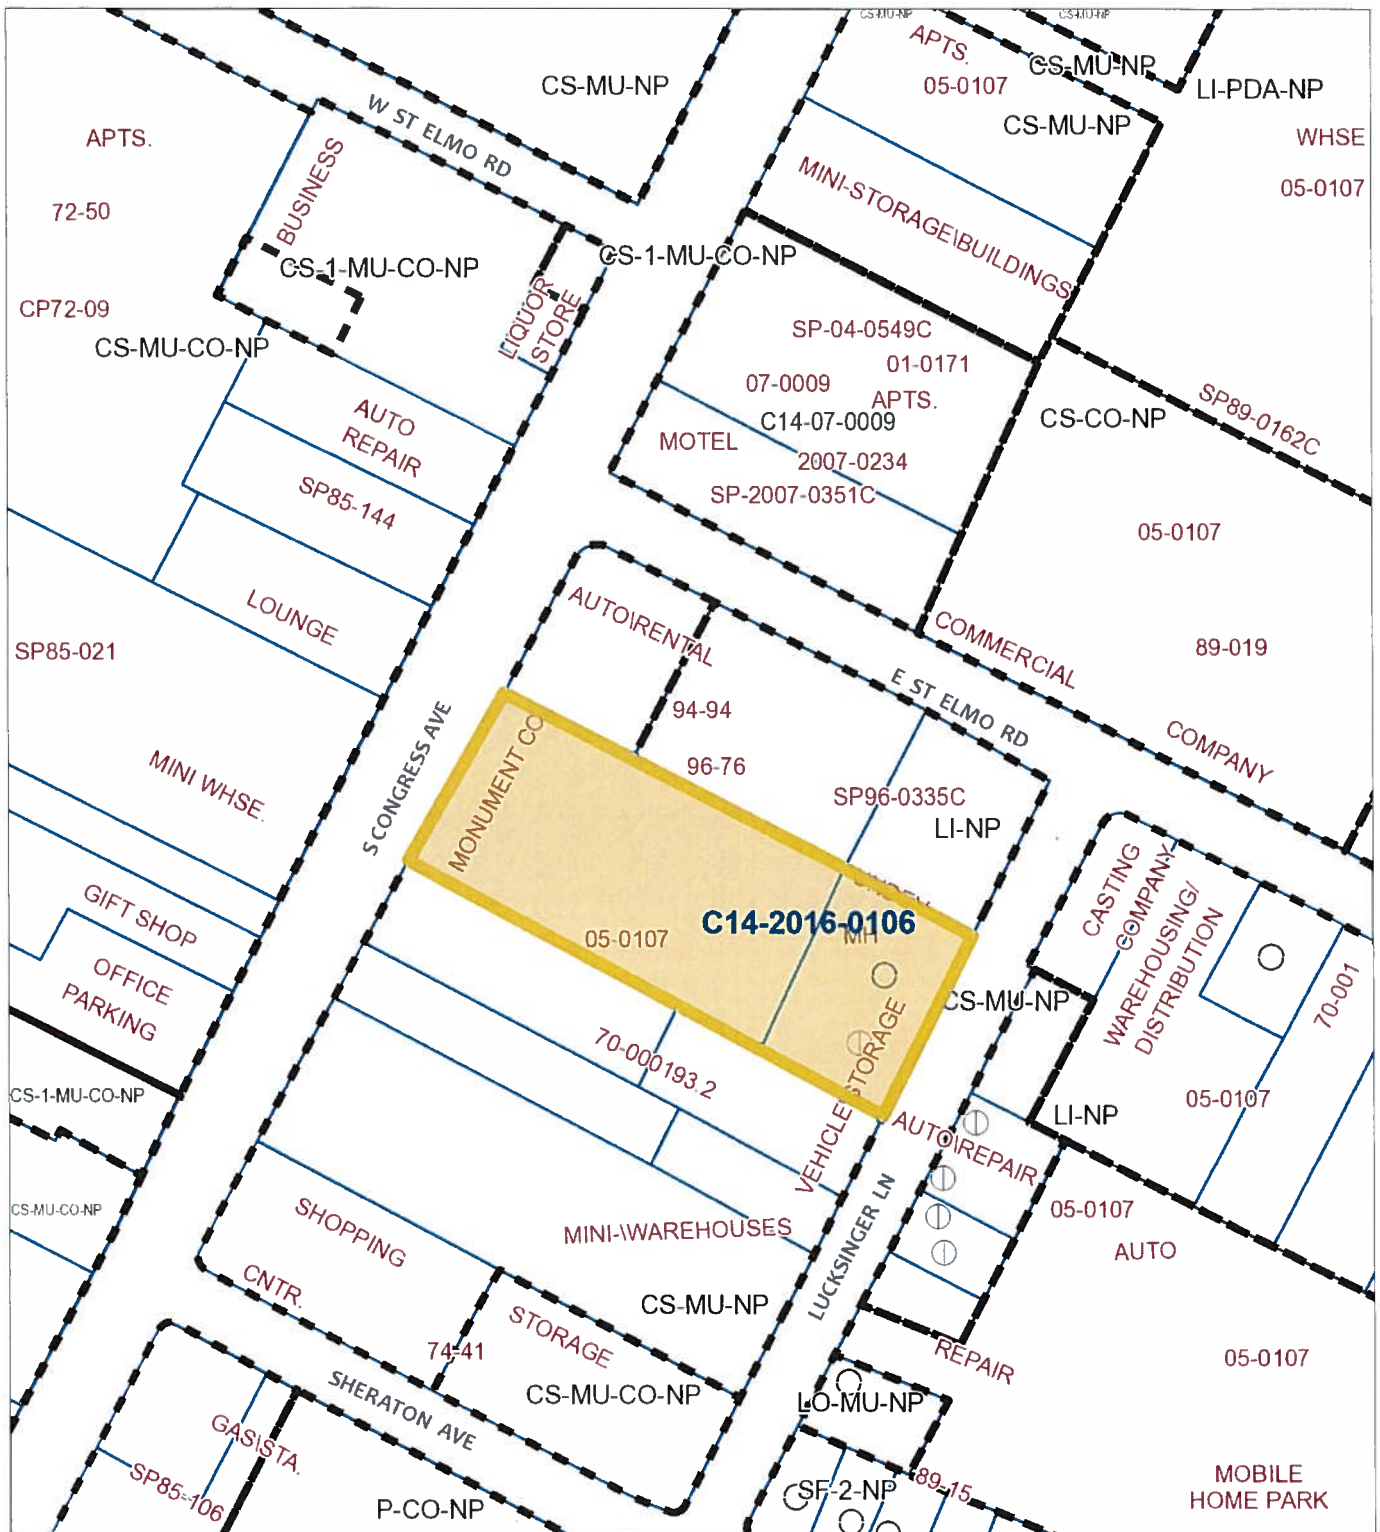 CS-MU-NP
CS-MU-NP
APTS.
CS-MU-NP
05-0107
CS-MU-NP
LI-PDA-NP
CS-MU-NP
W ST ELMO RD
WHSE
05-0107
APTS.
72-50
BUSINESS
MINI-STORAGE\BUILDINGS
CS-1-MU-CO-NP
CS-1-MU-CO-NP
CP72-09
LIQUOR
STORE
CS-MU-CO-NP
SP-04-0549C
01-0171
07-0009
APTS.
C14-07-0009
CS-CO-NP
SP89-0162C
AUTO
REPAIR
MOTEL
2007-0234
SP-2007-0351C
SP85-144
05-0107
LOUNGE
AUTO\RENTAL
COMMERCIAL
89-019
SP85-021
94-94
E ST ELMO RD
COMPANY
S CONGRESS AVE
MONUMENT CO
96-76
SP96-0335C
LI-NP
MINI WHSE.
CASTING
COMPANY
WAREHOUSING/
DISTRIBUTION
GIFT SHOP
C14-2016-0106
MH
05-0107
OFFICE
PARKING
CS-MU-NP
70-001
VEHICLE STORAGE
70-000193.2
CS-1-MU-CO-NP
05-0107
LI-NP
AUTO\REPAIR
CS-MU-CO-NP
05-0107
SHOPPING
CNTR.
MINI-\WAREHOUSES
AUTO
LUCKSINGER LN
CS-MU-NP
STORAGE
74-41
REPAIR
05-0107
CS-MU-CO-NP
LO-MU-NP
SHERATON AVE
GAS\STA.
SP85-106
89-15
SF-2-NP
P-CO-NP
MOBILE
HOME PARK